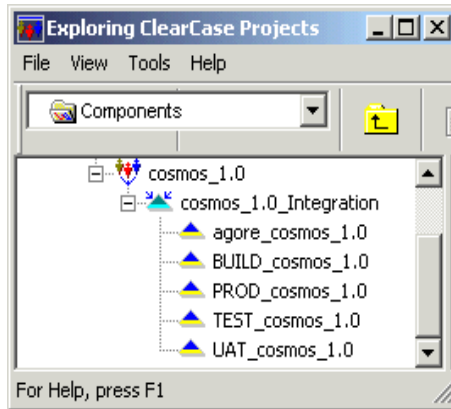 Exploring ClearCase Projects
File View Tools Help
Components
cosmos_1.0
cosmos_1.0_Integration
agore_cosmos_1.0
BUILD_cosmos_1.0
PROD_cosmos_1.0
TEST_cosmos_1.0
UAT_cosmos_1.0
For Help, press F1